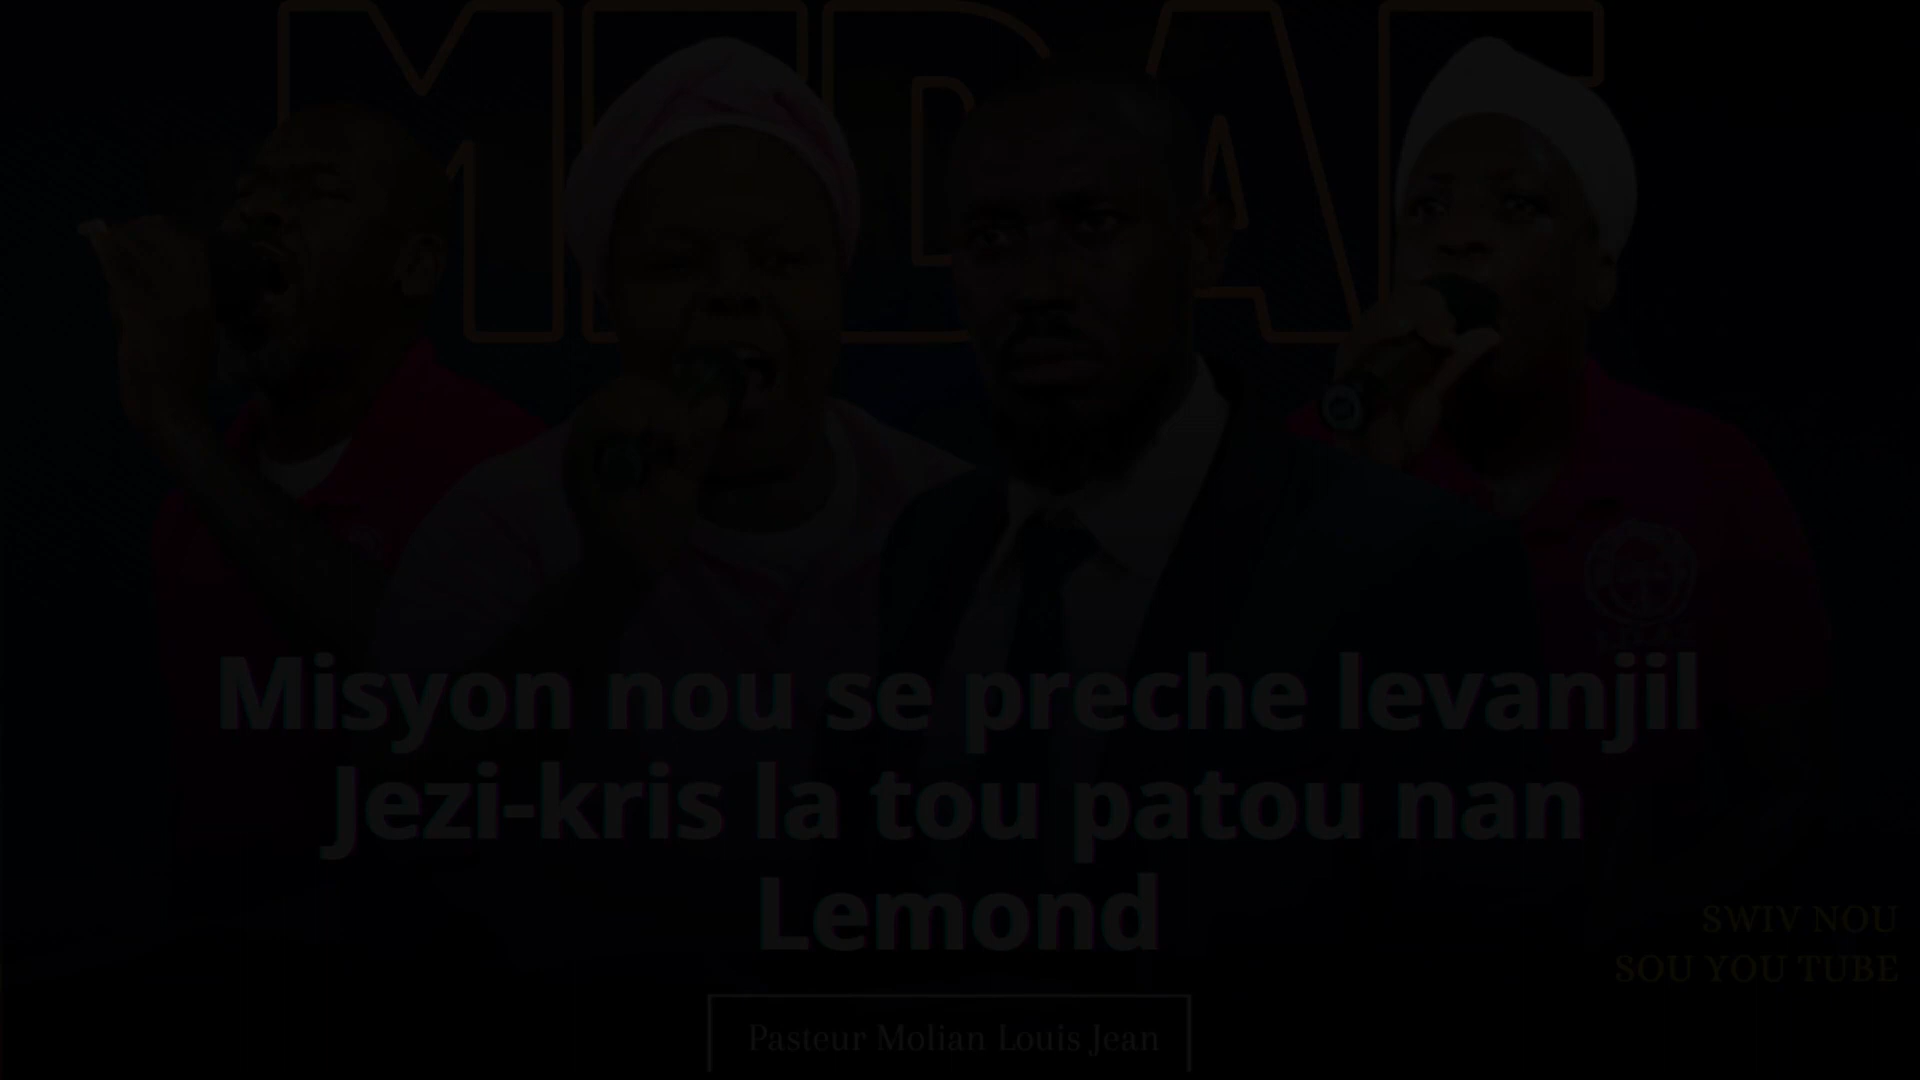 Misyon nou se preche levanjil
Jezi-kris la tou patou nan
Lemond
SWIV NOU
SOU YOU TUBE
Pasteur Molian Louis Jean